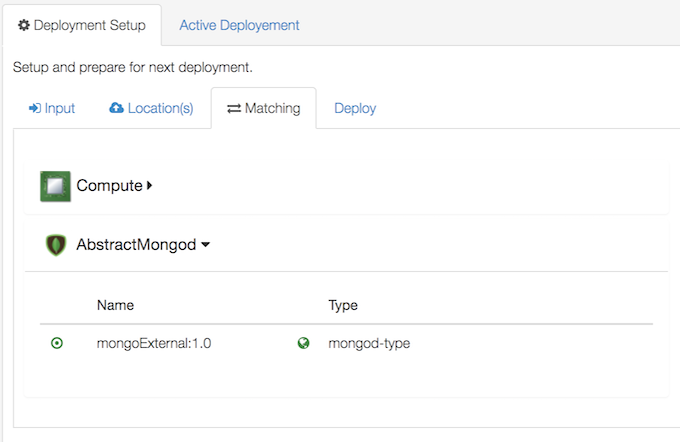 Deployment Setup Active Deployement
Setup and prepare for next deployment.
Input Location(s) Matching Deploy
Compute
AbstractMongod
Name Type
mongoExternal:1.0 mongod-type